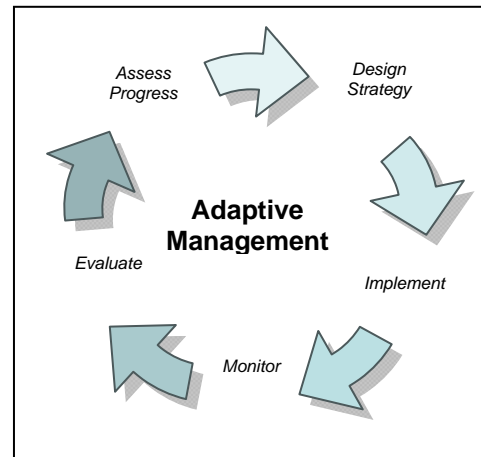 Assess
Progress
Design
Strategy
Adaptive
Management
Evaluate
Implement
Monitor